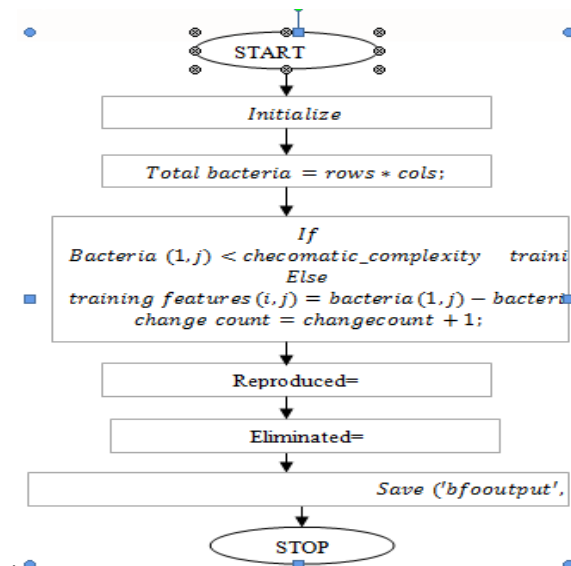 START
Initialize
Total bacteria = rows * cols;
If
Bacteria (1,j) < checomatic_complexity traini
Else
training features (i,j) = bacteria (1,j) − bacteri
change count = changecount + 1;
Reproduced=
Eliminated=
Save ('bfooutput',
STOP